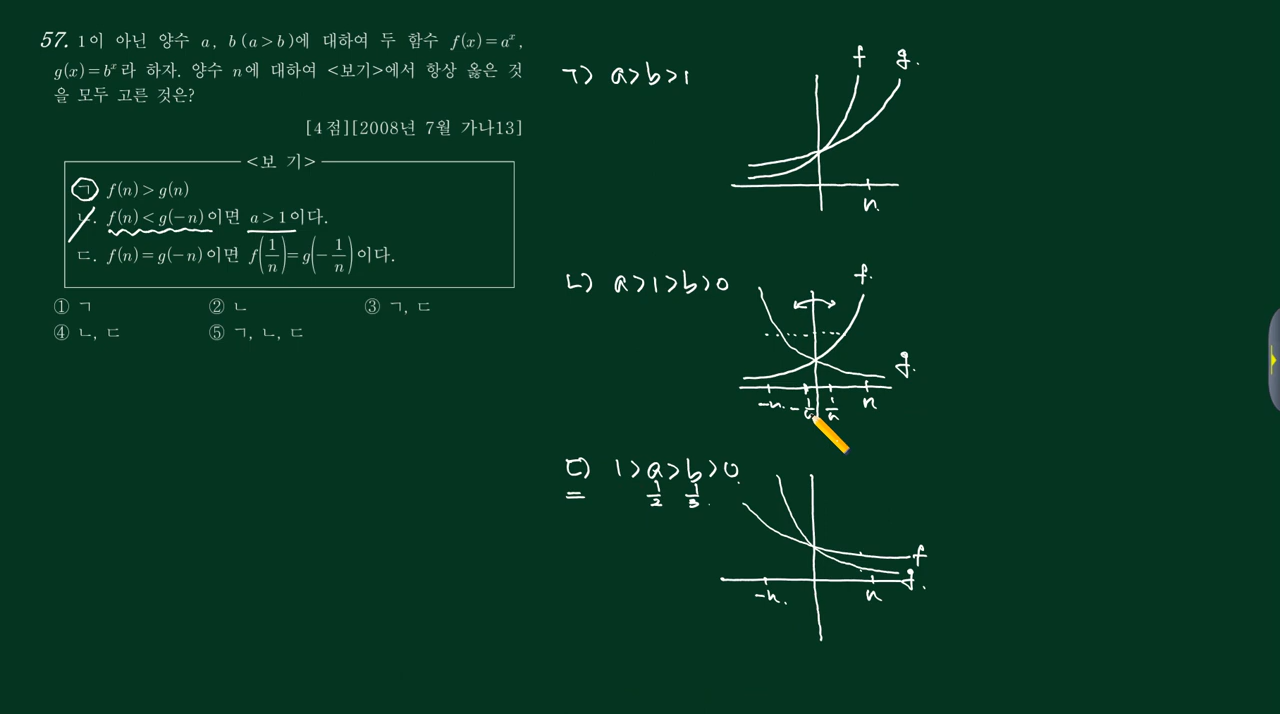 57. 1이 아닌 양수 a, b (a>b)에 대하여 두 함수 f(x)=aˣ,
g(x)=bˣ라 하자. 양수 n에 대하여 <보기>에서 항상 옳은 것
을 모두 고른 것은?
[4점][2008년 7월 가나13]
<보 기>
ㄱ. f(n)>g(n)
ㄴ. f(n)<g(-n)이면 a>1이다.
ㄷ. f(n)=g(-n)이면 f(1/n)=g(-1/n)이다.
① ㄱ ② ㄴ ③ ㄱ, ㄷ
④ ㄴ, ㄷ ⑤ ㄱ, ㄴ, ㄷ
ㄱ) a>b>1
f g.
n
ㄴ) a>1>b>0
f.
g.
-n. -1/n 1/n n
ㄷ) 1>a>b>0.
1/2 1/3.
f
g.
-n. n